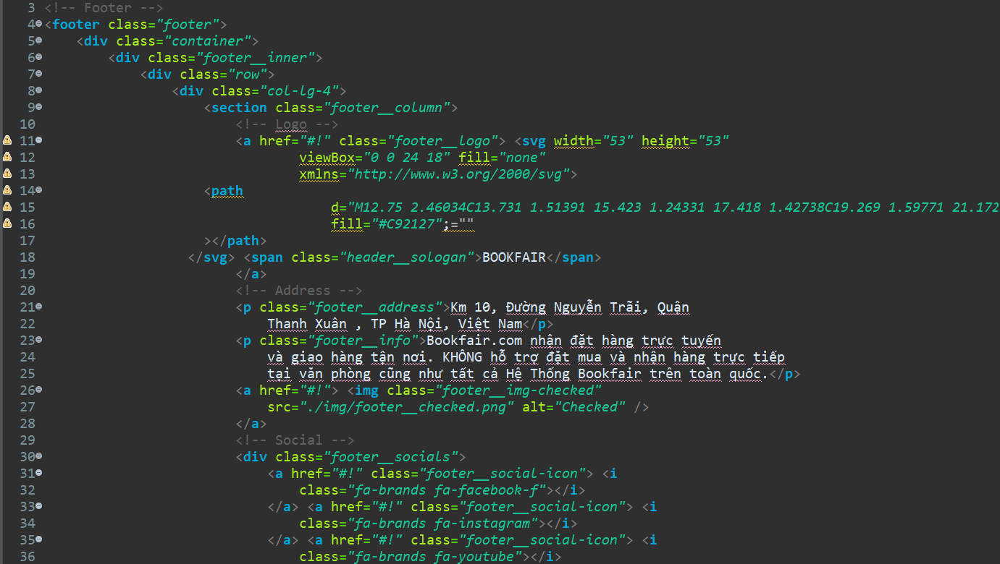 3 <!-- Footer -->
4 <footer class="footer">
5 <div class="container">
6 <div class="footer__inner">
7 <div class="row">
8 <div class="col-lg-4">
9 <section class="footer__column">
10 <!-- Logo -->
11 <a href="#!" class="footer__logo"> <svg width="53" height="53"
12 viewBox="0 0 24 18" fill="none"
13 xmlns="http://www.w3.org/2000/svg">
14 <path
15 d="M12.75 2.46034C13.731 1.51391 15.423 1.24331 17.418 1.42738C19.269 1.59771 21.172
16 fill="#C92127";=""
17 ></path>
18 </svg> <span class="header__sologan">BOOKFAIR</span>
19 </a>
20 <!-- Address -->
21 <p class="footer__address">Km 10, Đường Nguyễn Trãi, Quận
22 Thanh Xuân , TP Hà Nội, Việt Nam</p>
23 <p class="footer__info">Bookfair.com nhận đặt hàng trực tuyến
24 và giao hàng tận nơi. KHÔNG hỗ trợ đặt mua và nhận hàng trực tiếp
25 tại văn phòng cũng như tất cả Hệ Thống Bookfair trên toàn quốc.</p>
26 <a href="#!"> <img class="footer__img-checked"
27 src="./img/footer__checked.png" alt="Checked" />
28 </a>
29 <!-- Social -->
30 <div class="footer__socials">
31 <a href="#!" class="footer__social-icon"> <i
32 class="fa-brands fa-facebook-f"></i>
33 </a> <a href="#!" class="footer__social-icon"> <i
34 class="fa-brands fa-instagram"></i>
35 </a> <a href="#!" class="footer__social-icon"> <i
36 class="fa-brands fa-youtube"></i>